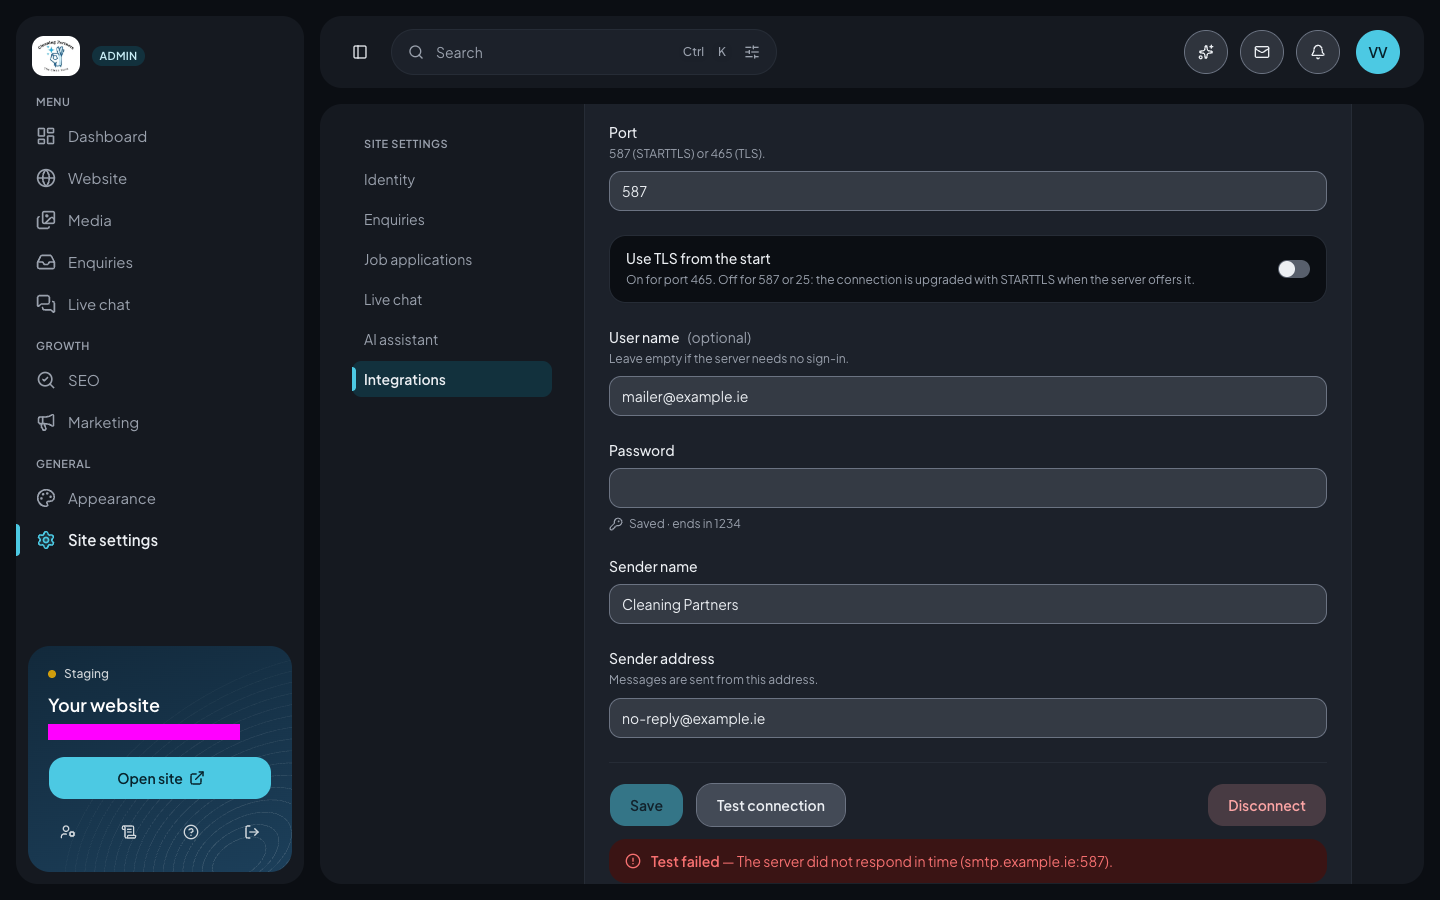 ADMIN
Search
Ctrl K
VV
MENU
Dashboard
Website
Media
Enquiries
Live chat
GROWTH
SEO
Marketing
GENERAL
Appearance
Site settings
Staging
Your website
Open site
SITE SETTINGS
Identity
Enquiries
Job applications
Live chat
AI assistant
Integrations
Port
587 (STARTTLS) or 465 (TLS).
587
Use TLS from the start
On for port 465. Off for 587 or 25: the connection is upgraded with STARTTLS when the server offers it.
User name (optional)
Leave empty if the server needs no sign-in.
mailer@example.ie
Password
Saved · ends in 1234
Sender name
Cleaning Partners
Sender address
Messages are sent from this address.
no-reply@example.ie
Save
Test connection
Disconnect
Test failed — The server did not respond in time (smtp.example.ie:587).